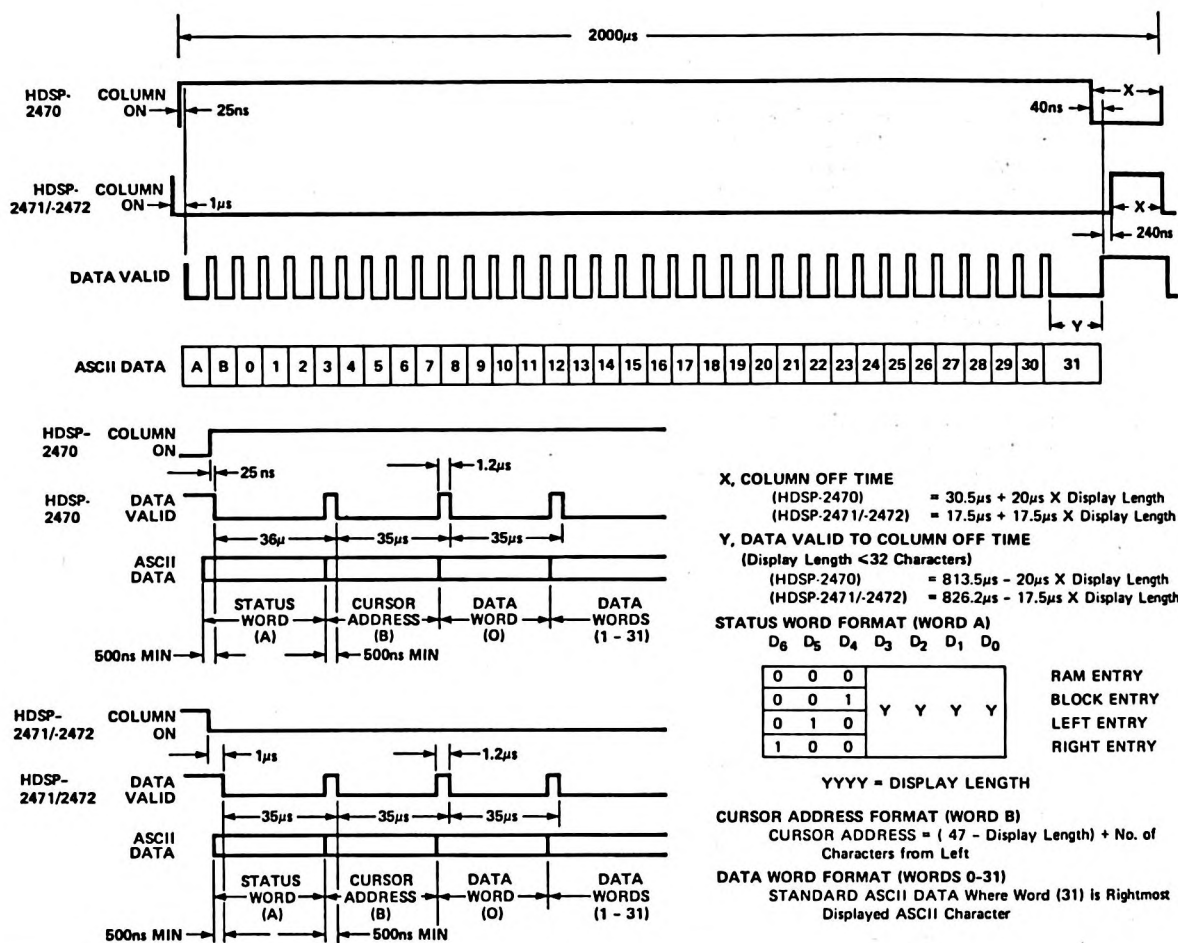 2000µs
HDSP-2470 COLUMN ON
25ns
40ns
X
HDSP-2471/-2472 COLUMN ON
1µs
X
240ns
DATA VALID
Y
ASCII DATA A B 0 1 2 3 4 5 6 7 8 9 10 11 12 13 14 15 16 17 18 19 20 21 22 23 24 25 26 27 28 29 30 31
HDSP-2470 COLUMN ON
25 ns
1.2µs
HDSP-2470 DATA VALID
36µ 35µs 35µs
ASCII DATA
STATUS WORD (A)
CURSOR ADDRESS (B)
DATA WORD (O)
DATA WORDS (1 – 31)
500ns MIN
500ns MIN
HDSP-2471/-2472 COLUMN ON
1µs
1.2µs
HDSP-2471/2472 DATA VALID
35µs 35µs 35µs
ASCII DATA
STATUS WORD (A)
CURSOR ADDRESS (B)
DATA WORD (O)
DATA WORDS (1 – 31)
500ns MIN
500ns MIN
X, COLUMN OFF TIME
(HDSP-2470) = 30.5µs + 20µs X Display Length
(HDSP-2471/-2472) = 17.5µs + 17.5µs X Display Length
Y, DATA VALID TO COLUMN OFF TIME
(Display Length <32 Characters)
(HDSP-2470) = 813.5µs – 20µs X Display Length
(HDSP-2471/-2472) = 826.2µs – 17.5µs X Display Length
STATUS WORD FORMAT (WORD A)
D6 D5 D4 D3 D2 D1 D0
0 0 0 RAM ENTRY
0 0 1 BLOCK ENTRY
Y Y Y Y
0 1 0 LEFT ENTRY
1 0 0 RIGHT ENTRY
YYYY = DISPLAY LENGTH
CURSOR ADDRESS FORMAT (WORD B)
CURSOR ADDRESS = ( 47 – Display Length) + No. of
Characters from Left
DATA WORD FORMAT (WORDS 0-31)
STANDARD ASCII DATA Where Word (31) is Rightmost
Displayed ASCII Character